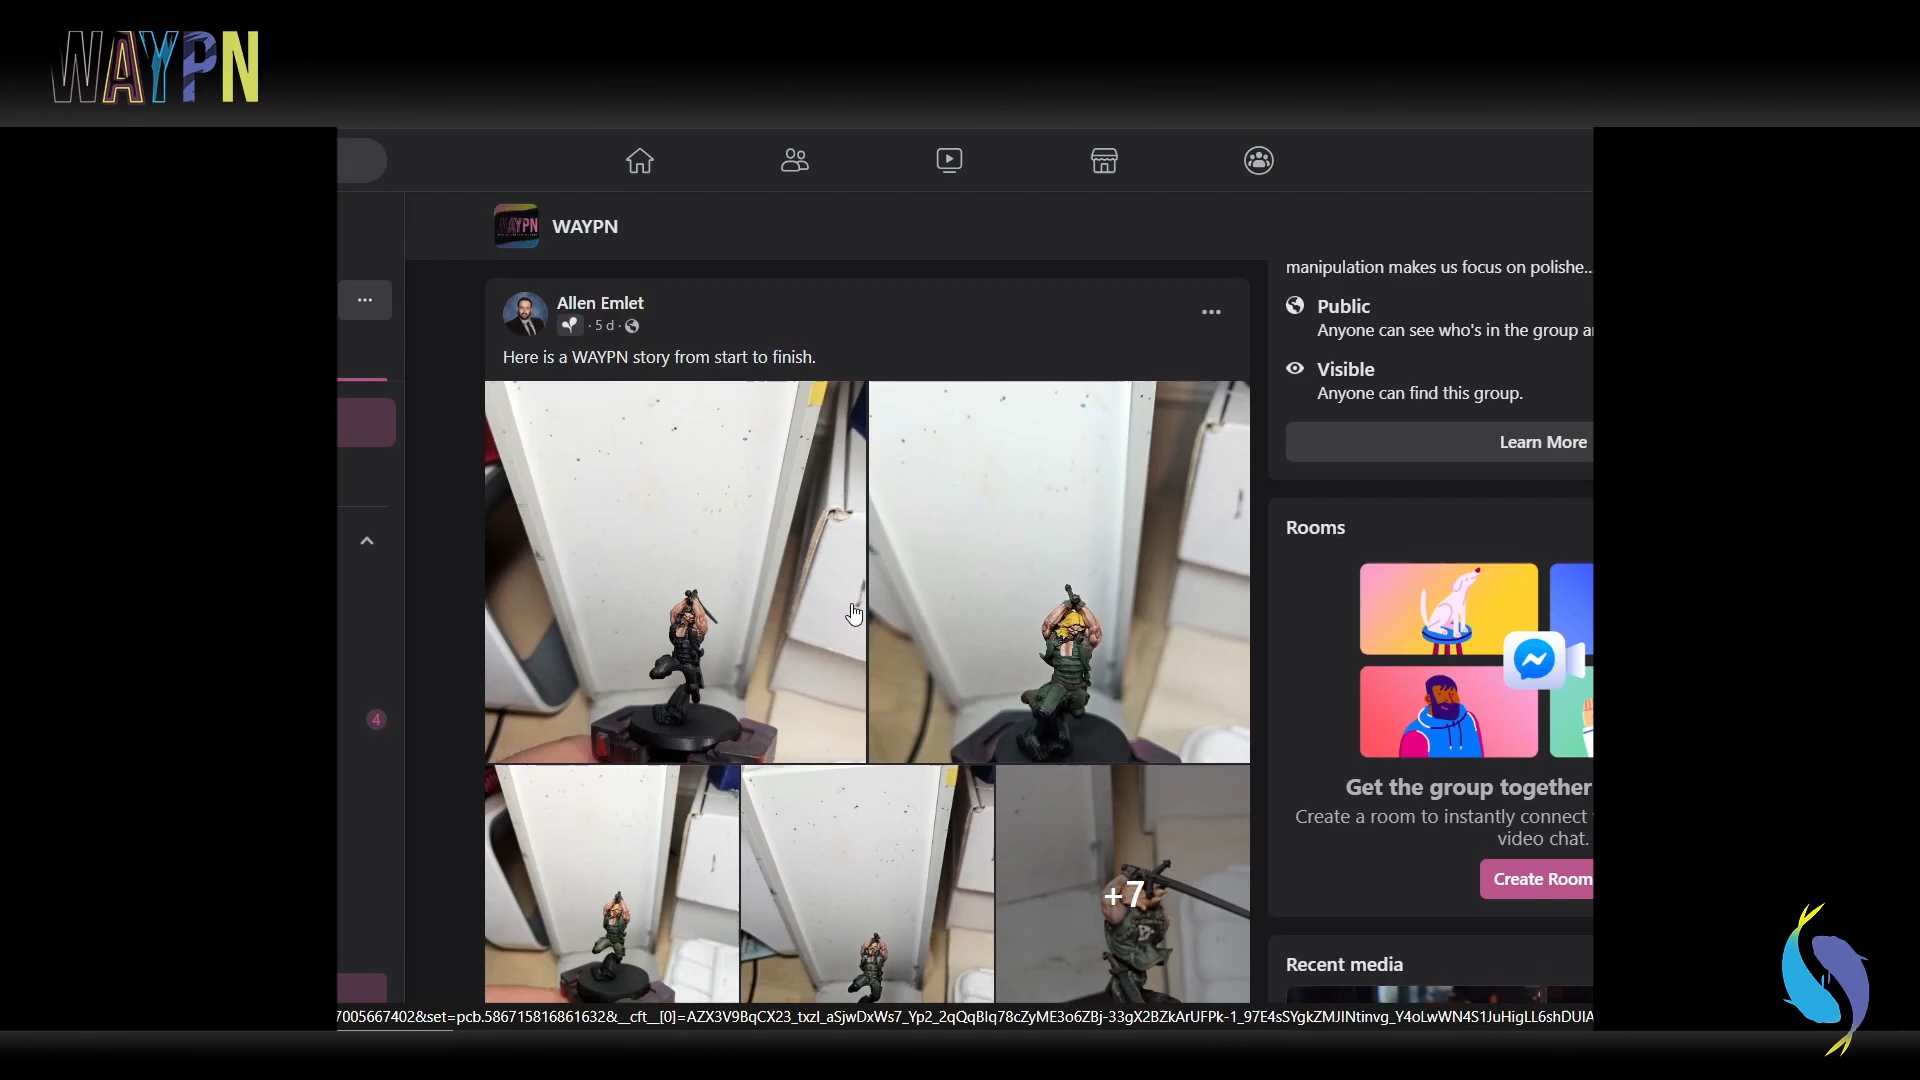 WAYPN
WAYPN
WAYPN
manipulation makes us focus on polishe...
Allen Emlet
· 5 d ·
Here is a WAYPN story from start to finish.
Public
Anyone can see who's in the group a
Visible
Anyone can find this group.
Learn More
Rooms
4
Get the group together
Create a room to instantly connect
video chat.
Create Room
+7
Recent media
7005667402&set=pcb.586715816861632&__cft__[0]=AZX3V9BqCX23_txzI_aSjwDxWs7_Yp2_2qQqBlq78cZyME3o6ZBj-33gX2BZkArUFPk-1_97E4sSYgkZMJINtinvg_Y4oLwWN4S1JuHigLL6shDUIA